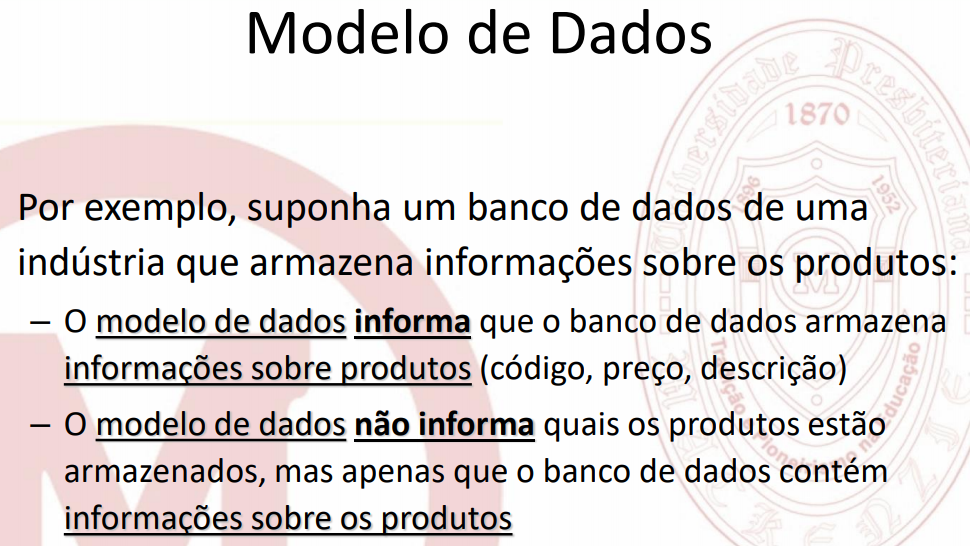 Modelo de Dados
Por exemplo, suponha um banco de dados de uma
indústria que armazena informações sobre os produtos:
– O modelo de dados informa que o banco de dados armazena
informações sobre produtos (código, preço, descrição)
– O modelo de dados não informa quais os produtos estão
armazenados, mas apenas que o banco de dados contém
informações sobre os produtos
Universidade Presbiteriana
1870
1896
1952
M